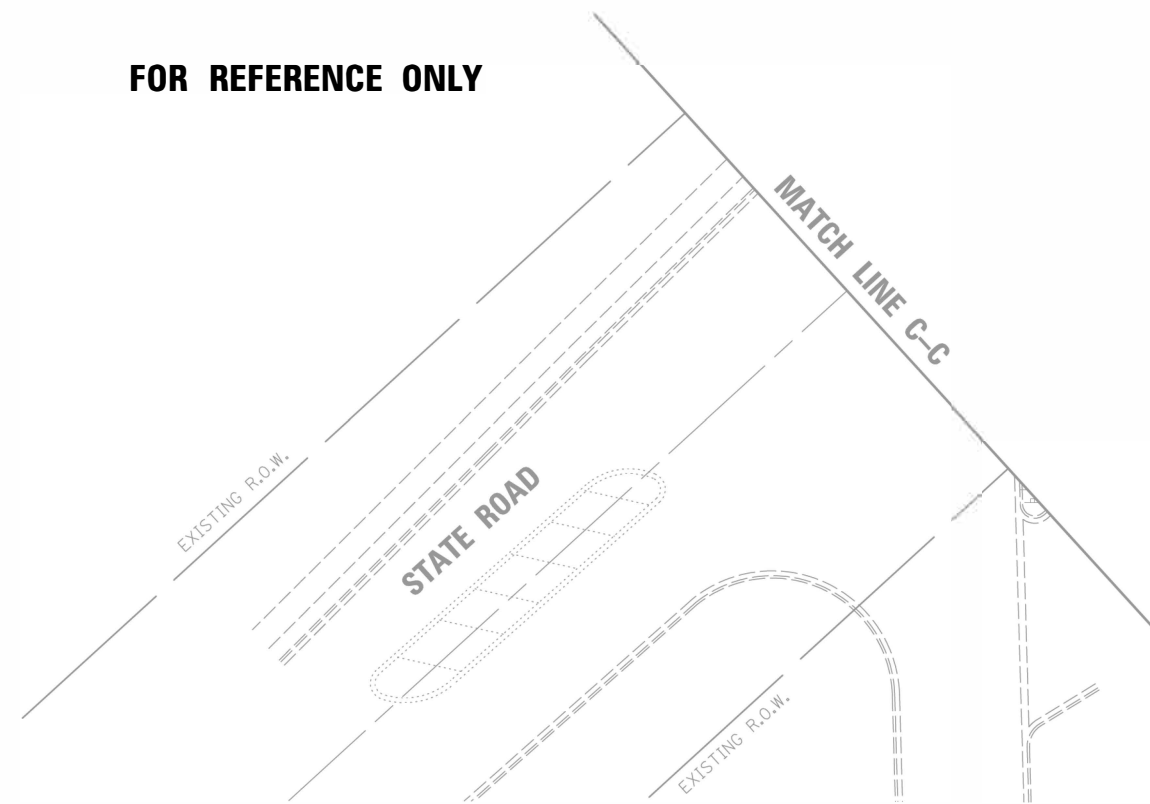 FOR REFERENCE ONLY
MATCH LINE C-C
EXISTING R.O.W.
STATE ROAD
EXISTING R.O.W.